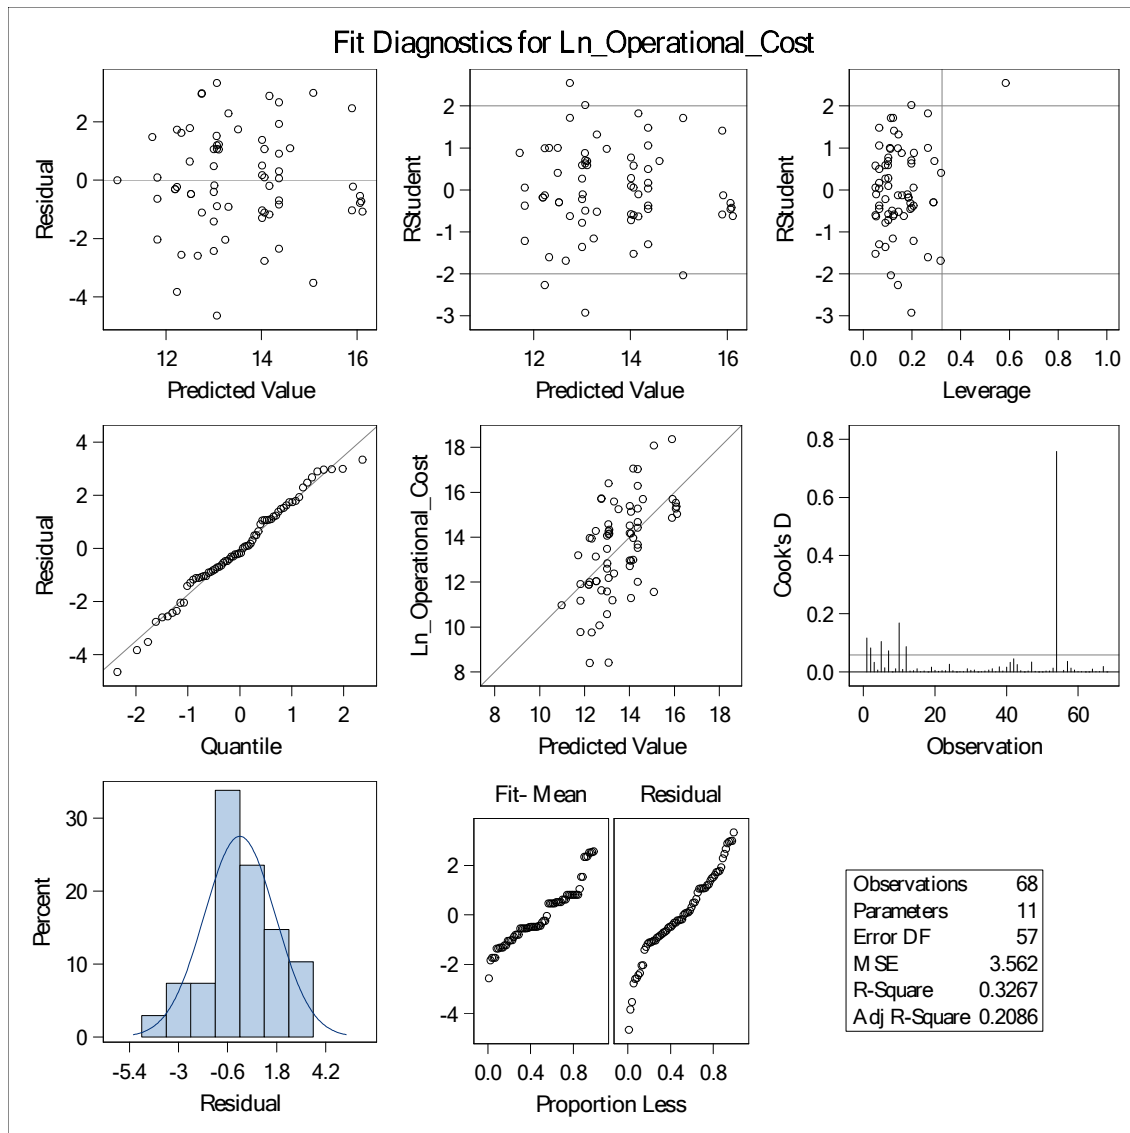 Fit Diagnostics for Ln_Operational_Cost
Residual
2
0
-2
-4
12 14 16
Predicted Value
RStudent
2
1
0
-1
-2
-3
12 14 16
Predicted Value
RStudent
2
1
0
-1
-2
-3
0.0 0.2 0.4 0.6 0.8 1.0
Leverage
Residual
4
2
0
-2
-4
-2 -1 0 1 2
Quantile
Ln_Operational_Cost
18
16
14
12
10
8
8 10 12 14 16 18
Predicted Value
Cook's D
0.8
0.6
0.4
0.2
0.0
0 20 40 60
Observation
Percent
30
20
10
0
-5.4 -3 -0.6 1.8 4.2
Residual
Fit-Mean Residual
2
0
-2
-4
0.0 0.4 0.8 0.0 0.4 0.8
Proportion Less
Observations 68
Parameters 11
Error DF 57
MSE 3.562
R-Square 0.3267
Adj R-Square 0.2086